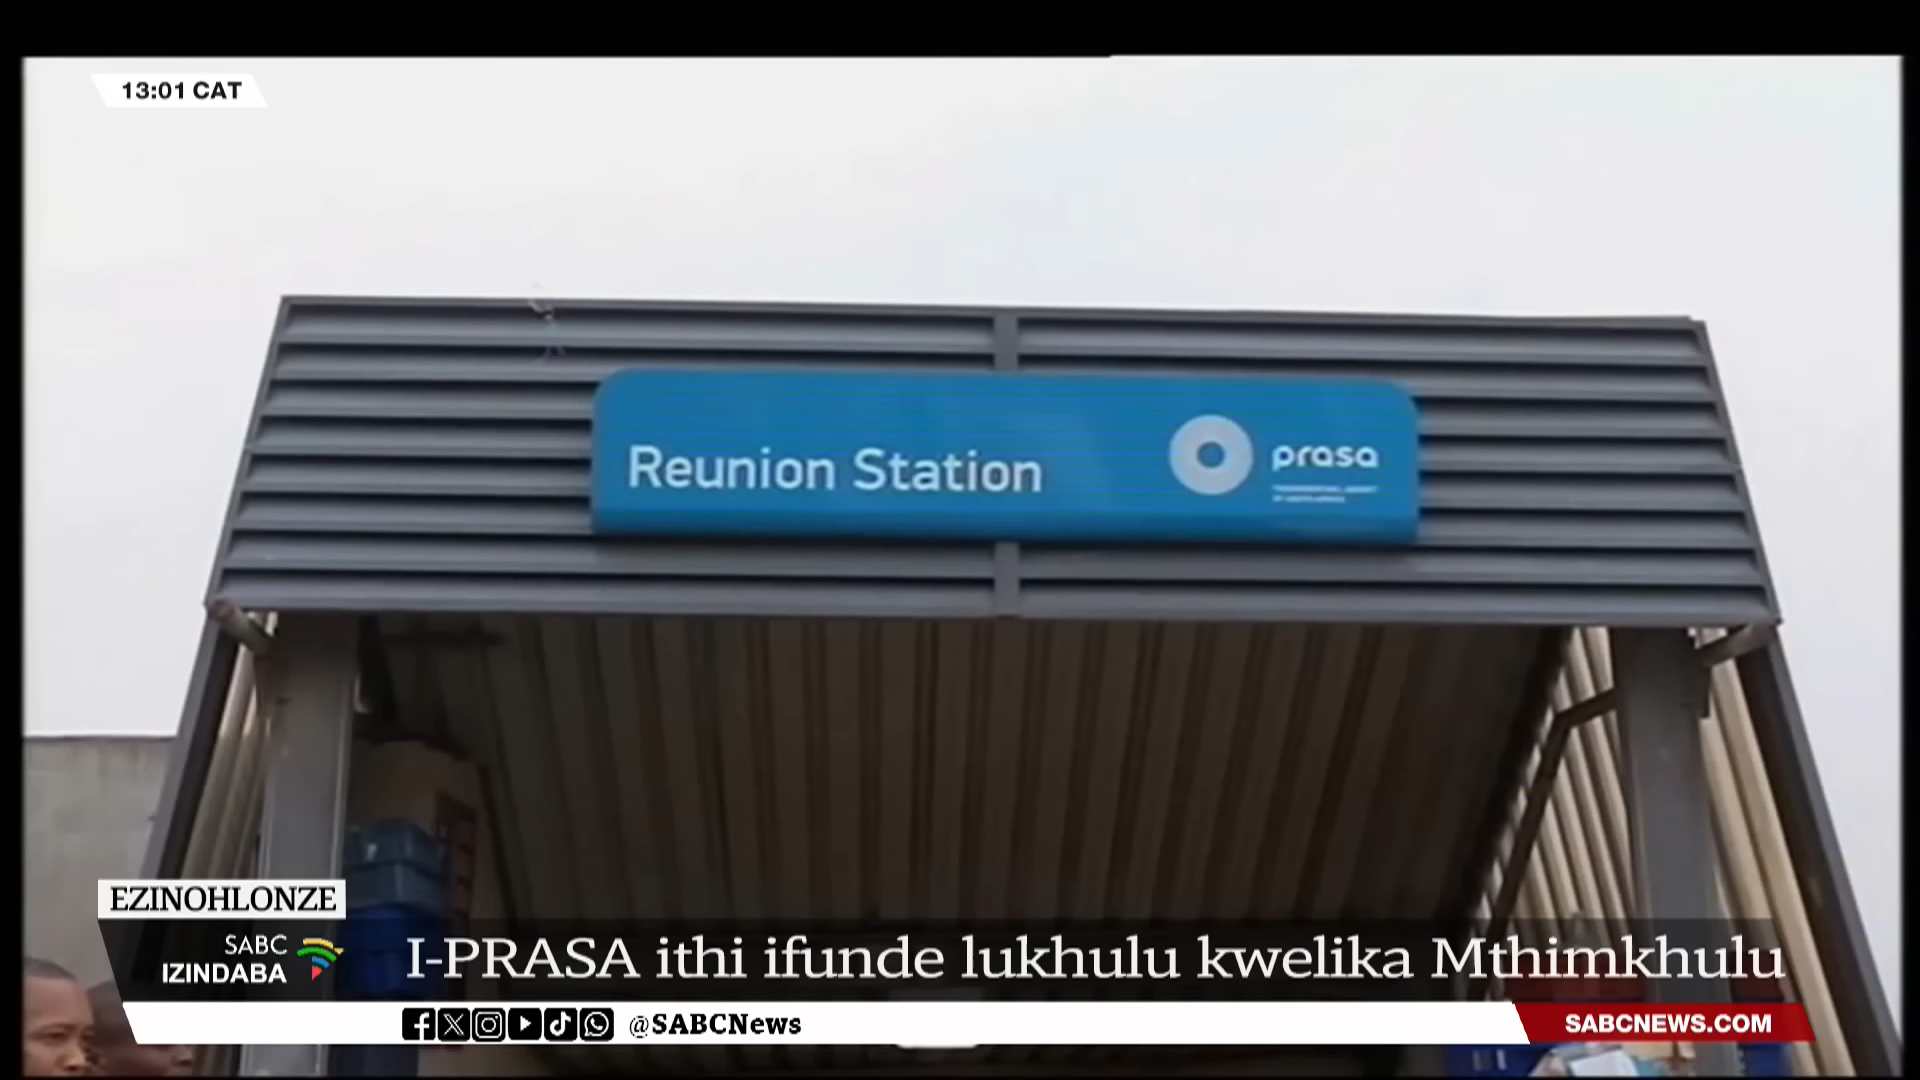 13:01 CAT
Reunion Station
prasa
EZINOHLONZE
SABC
IZINDABA
I-PRASA ithi ifunde lukhulu kwelika Mthimkhulu
@SABCNews
SABCNEWS.COM